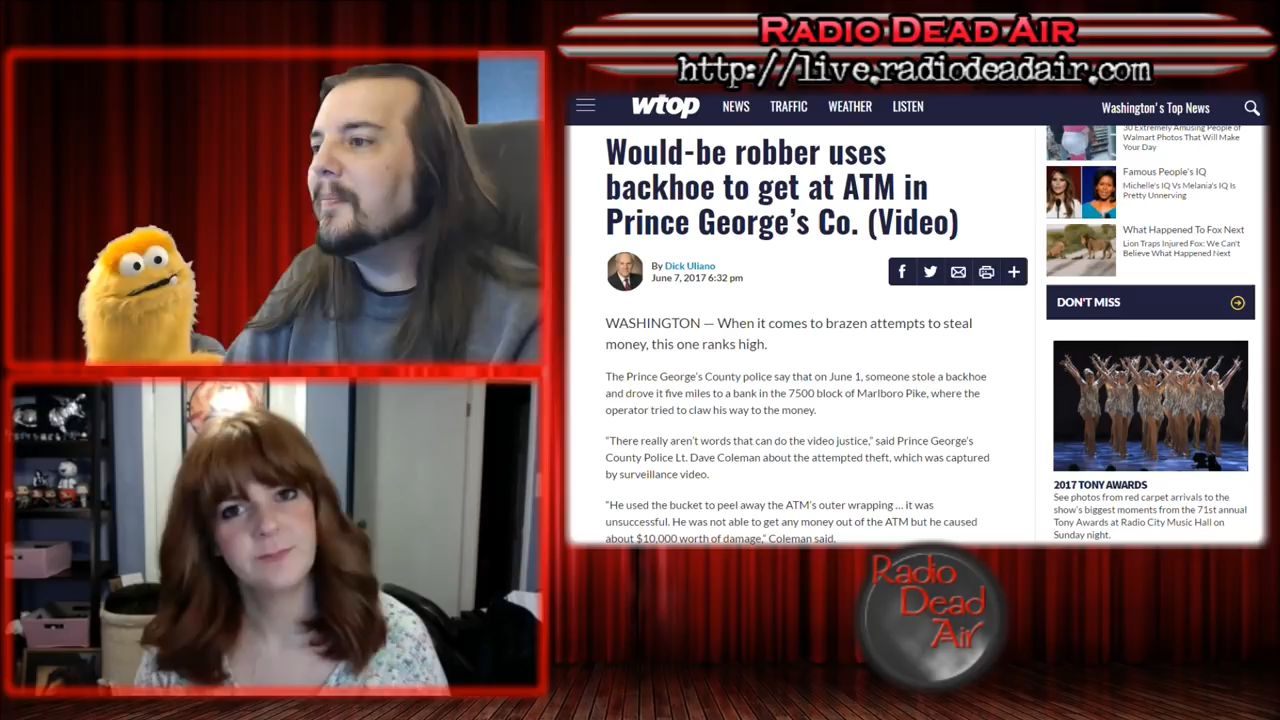 Radio Dead Air
http://live.radiodeadair.com
wtop
NEWS
TRAFFIC
WEATHER
LISTEN
Washington's Top News
Would-be robber uses
backhoe to get at ATM in
Prince George's Co. (Video)
By Dick Uliano
June 7, 2017 6:32 pm
WASHINGTON — When it comes to brazen attempts to steal
money, this one ranks high.
The Prince George's County police say that on June 1, someone stole a backhoe
and drove it five miles to a bank in the 7500 block of Marlboro Pike, where the
operator tried to claw his way to the money.
“There really aren't words that can do the video justice,” said Prince George's
County Police Lt. Dave Coleman about the attempted theft, which was captured
by surveillance video.
“He used the bucket to peel away the ATM's outer wrapping ... it was
unsuccessful. He was not able to get any money out of the ATM but he caused
about $10,000 worth of damage,” Coleman said.
30 Extremely Amusing People of
Walmart Photos That Will Make
Your Day
Famous People's IQ
Michelle's IQ Vs Melania's IQ Is
Pretty Unnerving
What Happened To Fox Next
Lion Traps Injured Fox: We Can't
Believe What Happened Next
DON'T MISS
2017 TONY AWARDS
See photos from red carpet arrivals to the
show's biggest moments from the 71st annual
Tony Awards at Radio City Music Hall on
Sunday night.
Radio
Dead
Air